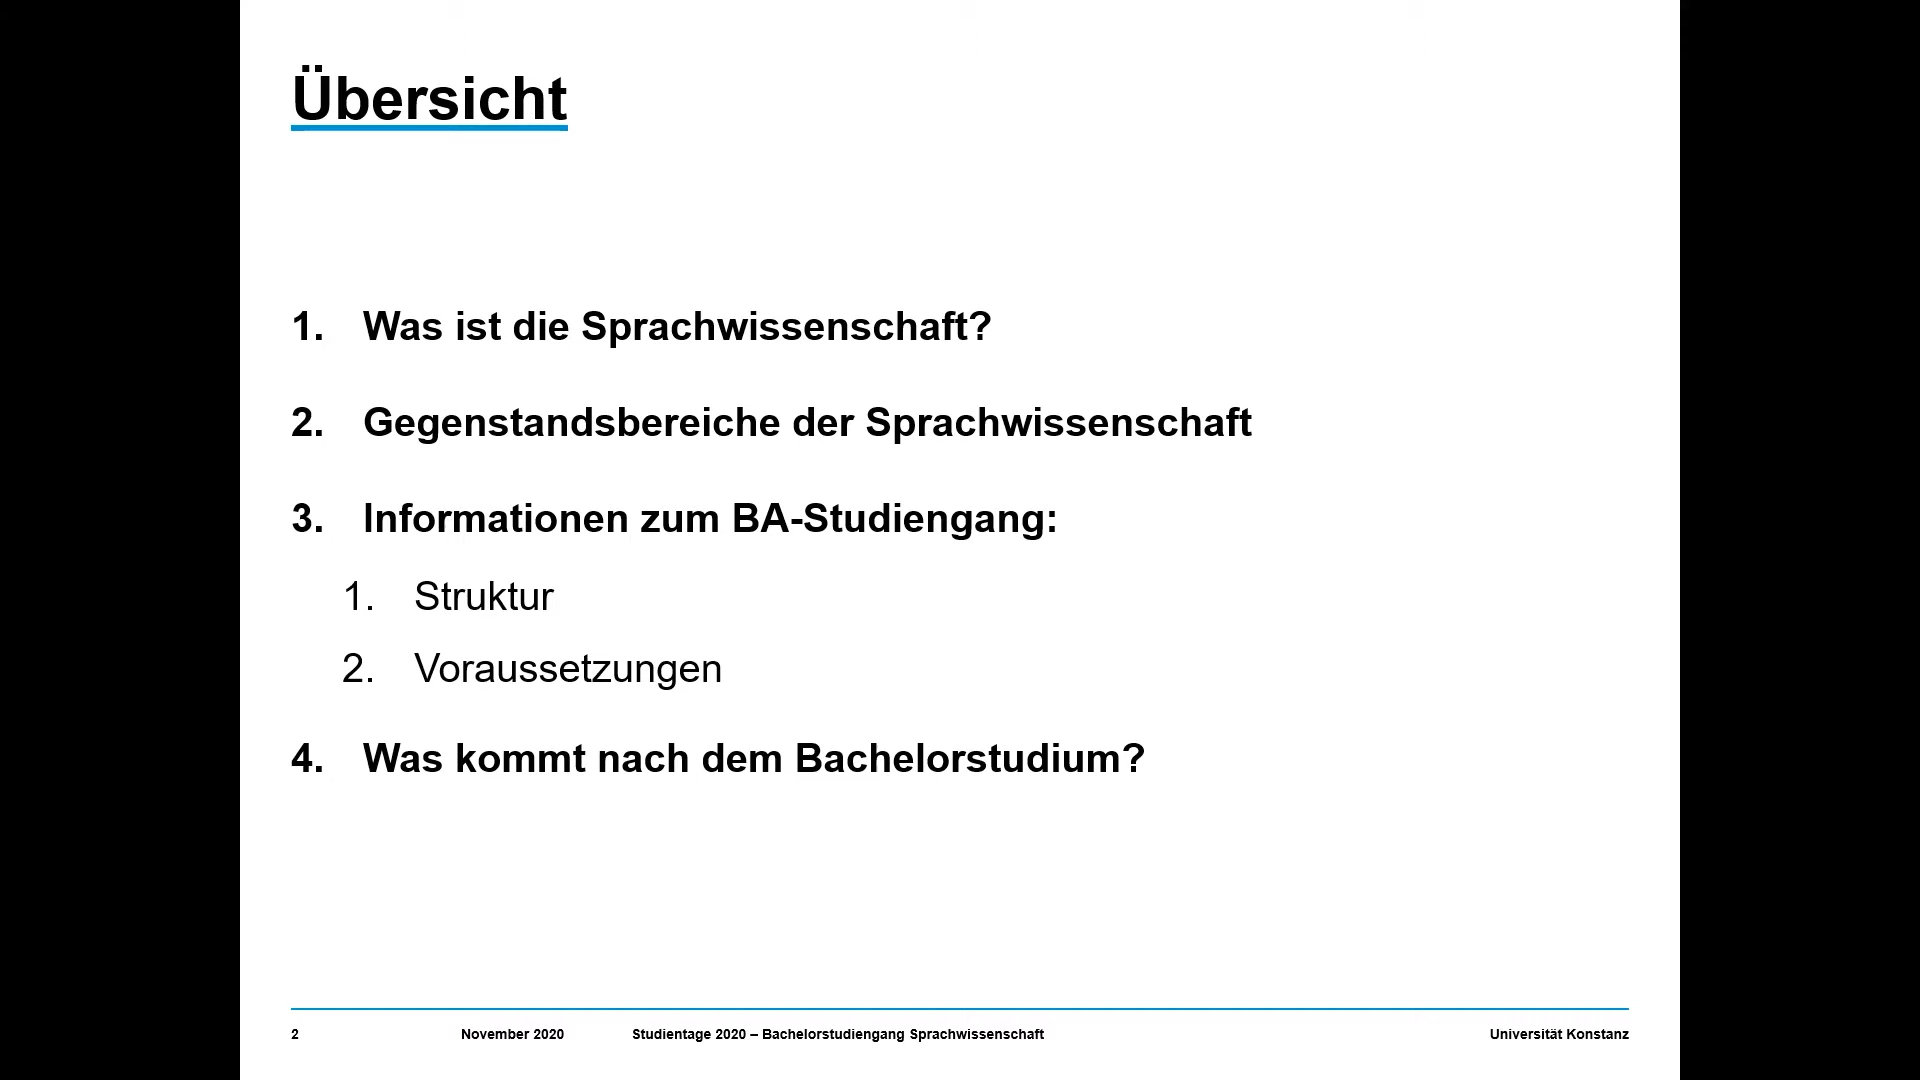 Übersicht
1. Was ist die Sprachwissenschaft?
2. Gegenstandsbereiche der Sprachwissenschaft
3. Informationen zum BA-Studiengang:
1. Struktur
2. Voraussetzungen
4. Was kommt nach dem Bachelorstudium?
2 November 2020 Studientage 2020 – Bachelorstudiengang Sprachwissenschaft Universität Konstanz